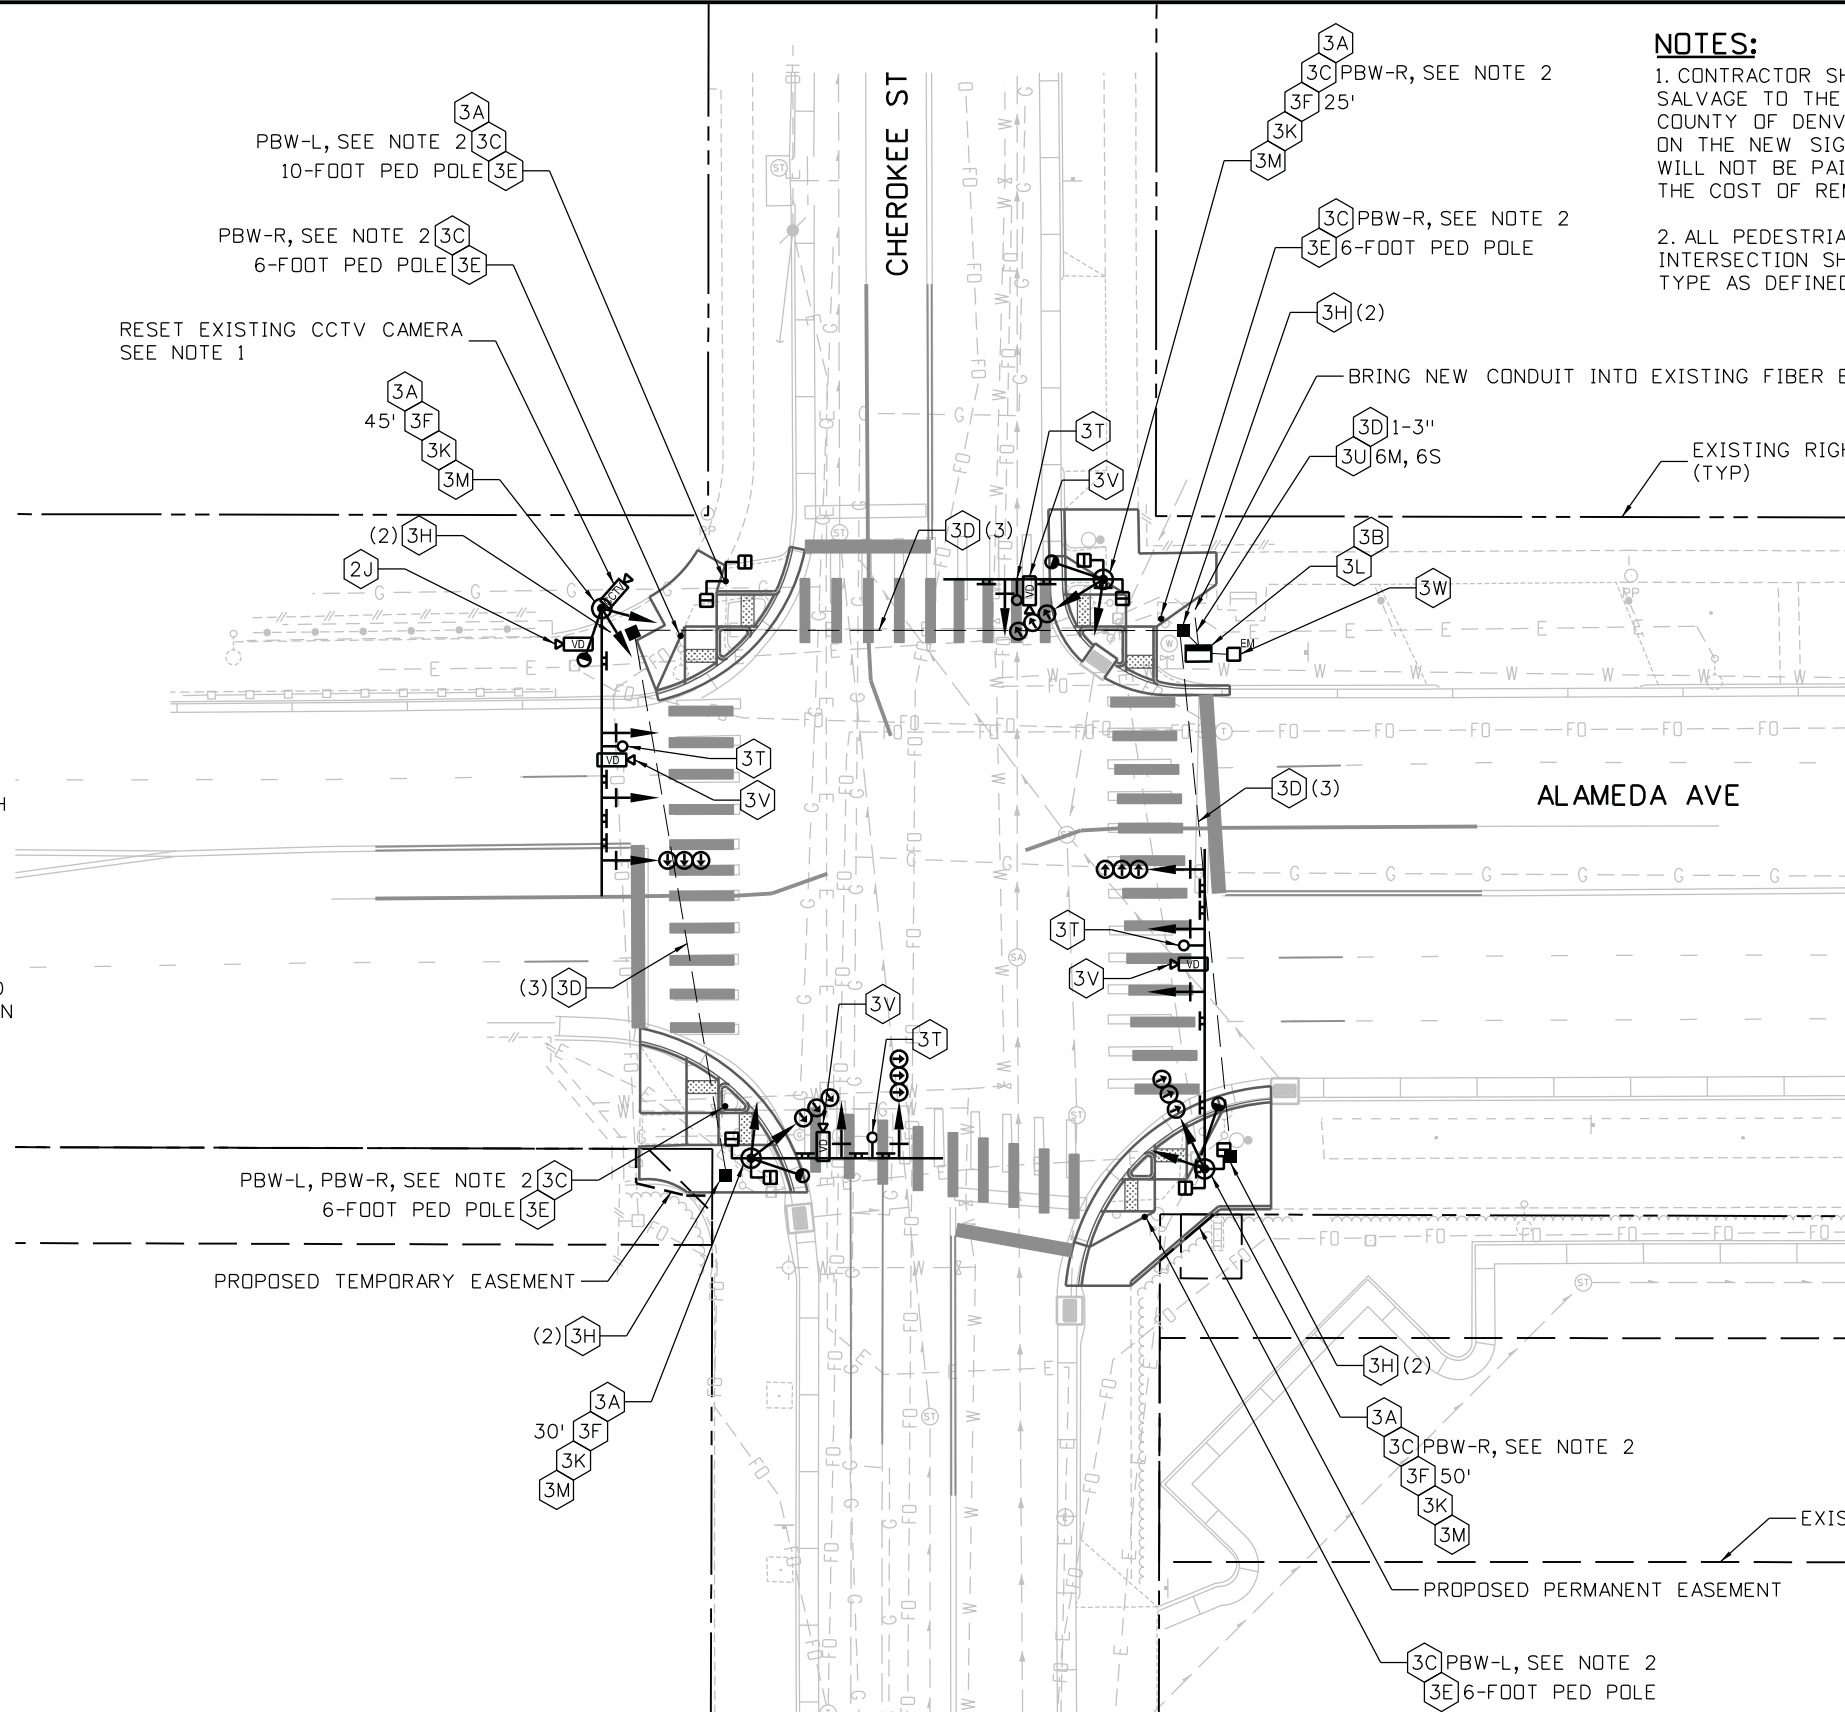 NOTES:
1. CONTRACTOR SH
SALVAGE TO THE
COUNTY OF DENV
ON THE NEW SIG
WILL NOT BE PAI
THE COST OF REM
2. ALL PEDESTRIA
INTERSECTION SH
TYPE AS DEFINED
CHEROKEE ST
3A
3C PBW-R, SEE NOTE 2
3F 25'
3K
3M
3A
PBW-L, SEE NOTE 2 3C
10-FOOT PED POLE 3E
PBW-R, SEE NOTE 2 3C
6-FOOT PED POLE 3E
3C PBW-R, SEE NOTE 2
3E 6-FOOT PED POLE
3H (2)
RESET EXISTING CCTV CAMERA
SEE NOTE 1
BRING NEW CONDUIT INTO EXISTING FIBER B
3A
45' 3F
3K
3M
3T
3V
3D 1-3"
3U 6M, 6S
EXISTING RIGH
(TYP)
(2) 3H
2J
3D (3)
3B
3L
3W
CCTV
VD
VD
EM
3T
VD
3V
3D (3)
ALAMEDA AVE
H
3T
3V
VD
(3) 3D
N
3V
3T
VD
PBW-L, PBW-R, SEE NOTE 2 3C
6-FOOT PED POLE 3E
PROPOSED TEMPORARY EASEMENT
(2) 3H
3H (2)
3A
30' 3F
3K
3M
3A
3C PBW-R, SEE NOTE 2
3F 50'
3K
3M
EXIS
PROPOSED PERMANENT EASEMENT
3C PBW-L, SEE NOTE 2
3E 6-FOOT PED POLE